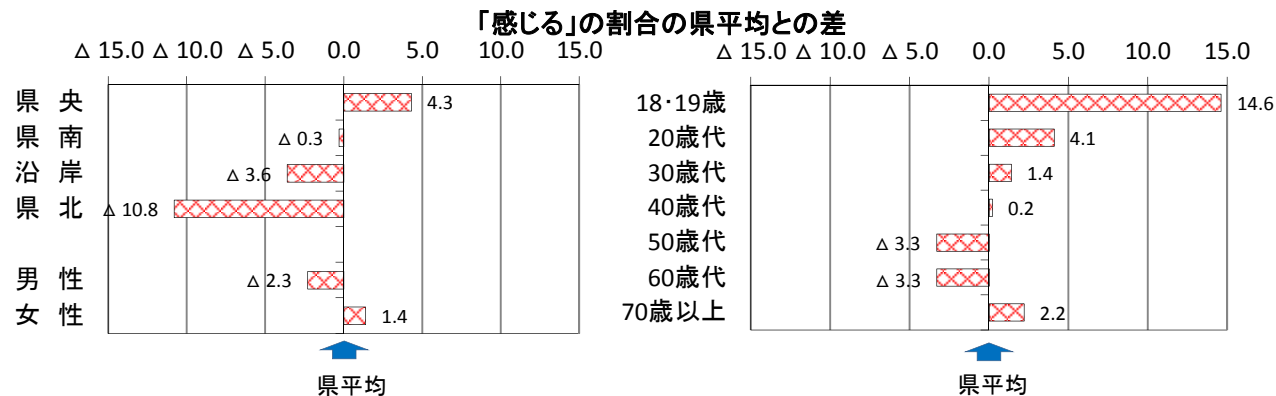 「感じる」の割合の県平均との差
△ 15.0 △ 10.0 △ 5.0 0.0 5.0 10.0 15.0
県 央 4.3
県 南 △ 0.3
沿 岸 △ 3.6
県 北 △ 10.8
男 性 △ 2.3
女 性 1.4
県平均
△ 15.0 △ 10.0 △ 5.0 0.0 5.0 10.0 15.0
18･19歳 14.6
20歳代 4.1
30歳代 1.4
40歳代 0.2
50歳代 △ 3.3
60歳代 △ 3.3
70歳以上 2.2
県平均